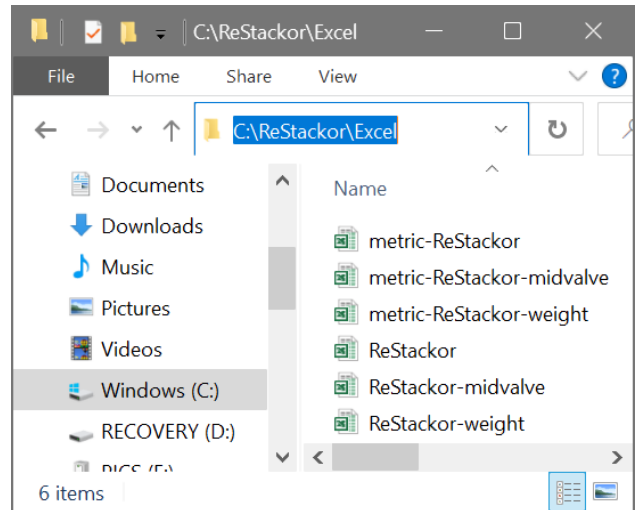 C:\ReStackor\Excel
File Home Share View
C:\ReStackor\Excel
Documents
Downloads
Music
Pictures
Videos
Windows (C:)
RECOVERY (D:)
Name
metric-ReStackor
metric-ReStackor-midvalve
metric-ReStackor-weight
ReStackor
ReStackor-midvalve
ReStackor-weight
6 items